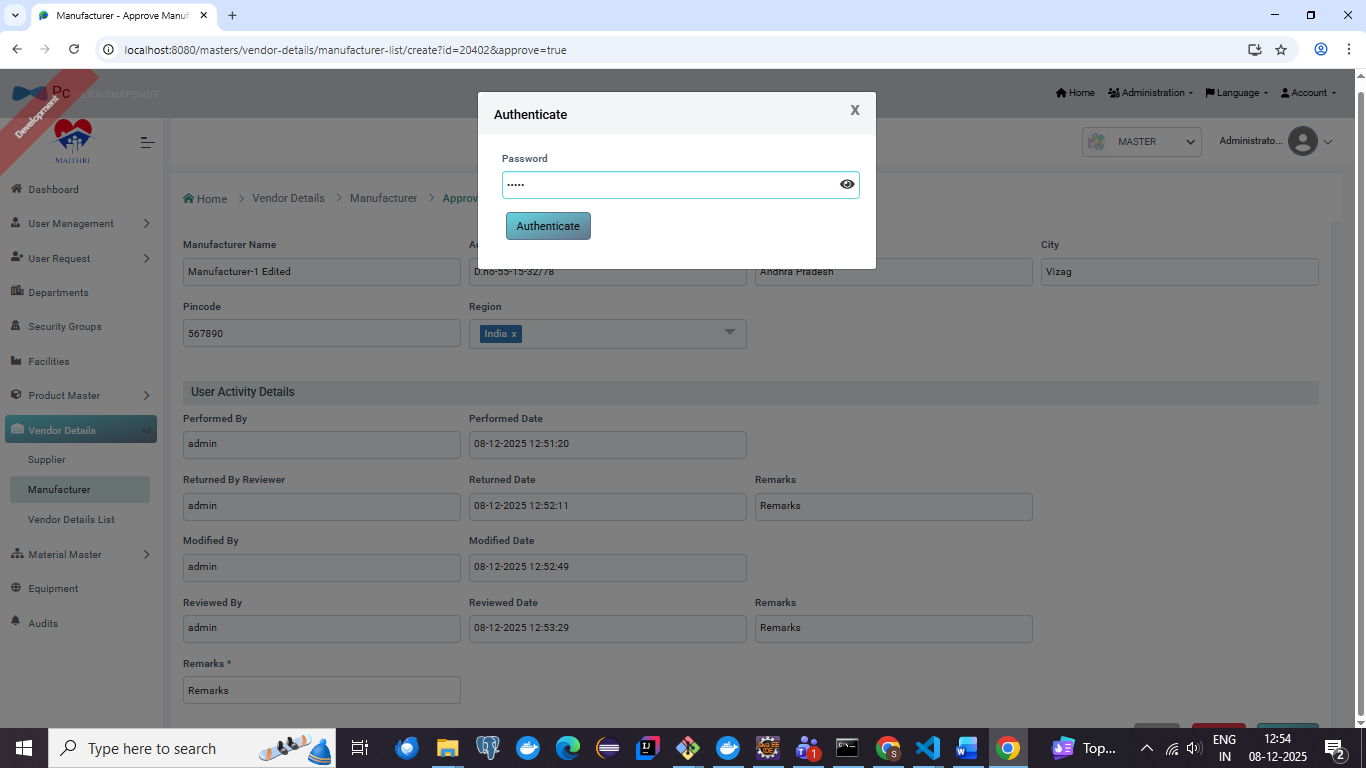 Manufacturer - Approve Manuf
localhost:8080/masters/vendor-details/manufacturer-list/create?id=20402&approve=true
Pc
Development
Home Administration Language Account
MAITHRI
MASTER Administrato...
Authenticate X
Password
•••••
Authenticate
Dashboard
User Management
User Request
Departments
Security Groups
Facilities
Product Master
Vendor Details
Supplier
Manufacturer
Vendor Details List
Material Master
Equipment
Audits
Home Vendor Details Manufacturer Approv
Manufacturer Name City
Manufacturer-1 Edited D.no-55-15-32/78 Andhra Pradesh Vizag
Pincode Region
567890 India x
User Activity Details
Performed By Performed Date
admin 08-12-2025 12:51:20
Returned By Reviewer Returned Date Remarks
admin 08-12-2025 12:52:11 Remarks
Modified By Modified Date
admin 08-12-2025 12:52:49
Reviewed By Reviewed Date Remarks
admin 08-12-2025 12:53:29 Remarks
Remarks *
Remarks
Type here to search
1
S
Top...
ENG
IN
12:54
08-12-2025
2